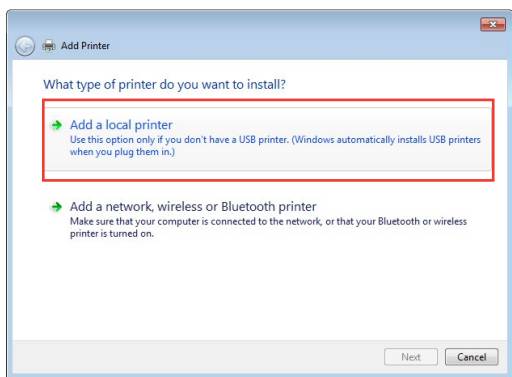 Add Printer
What type of printer do you want to install?
Add a local printer
Use this option only if you don't have a USB printer. (Windows automatically installs USB printers
when you plug them in.)
Add a network, wireless or Bluetooth printer
Make sure that your computer is connected to the network, or that your Bluetooth or wireless
printer is turned on.
Next Cancel